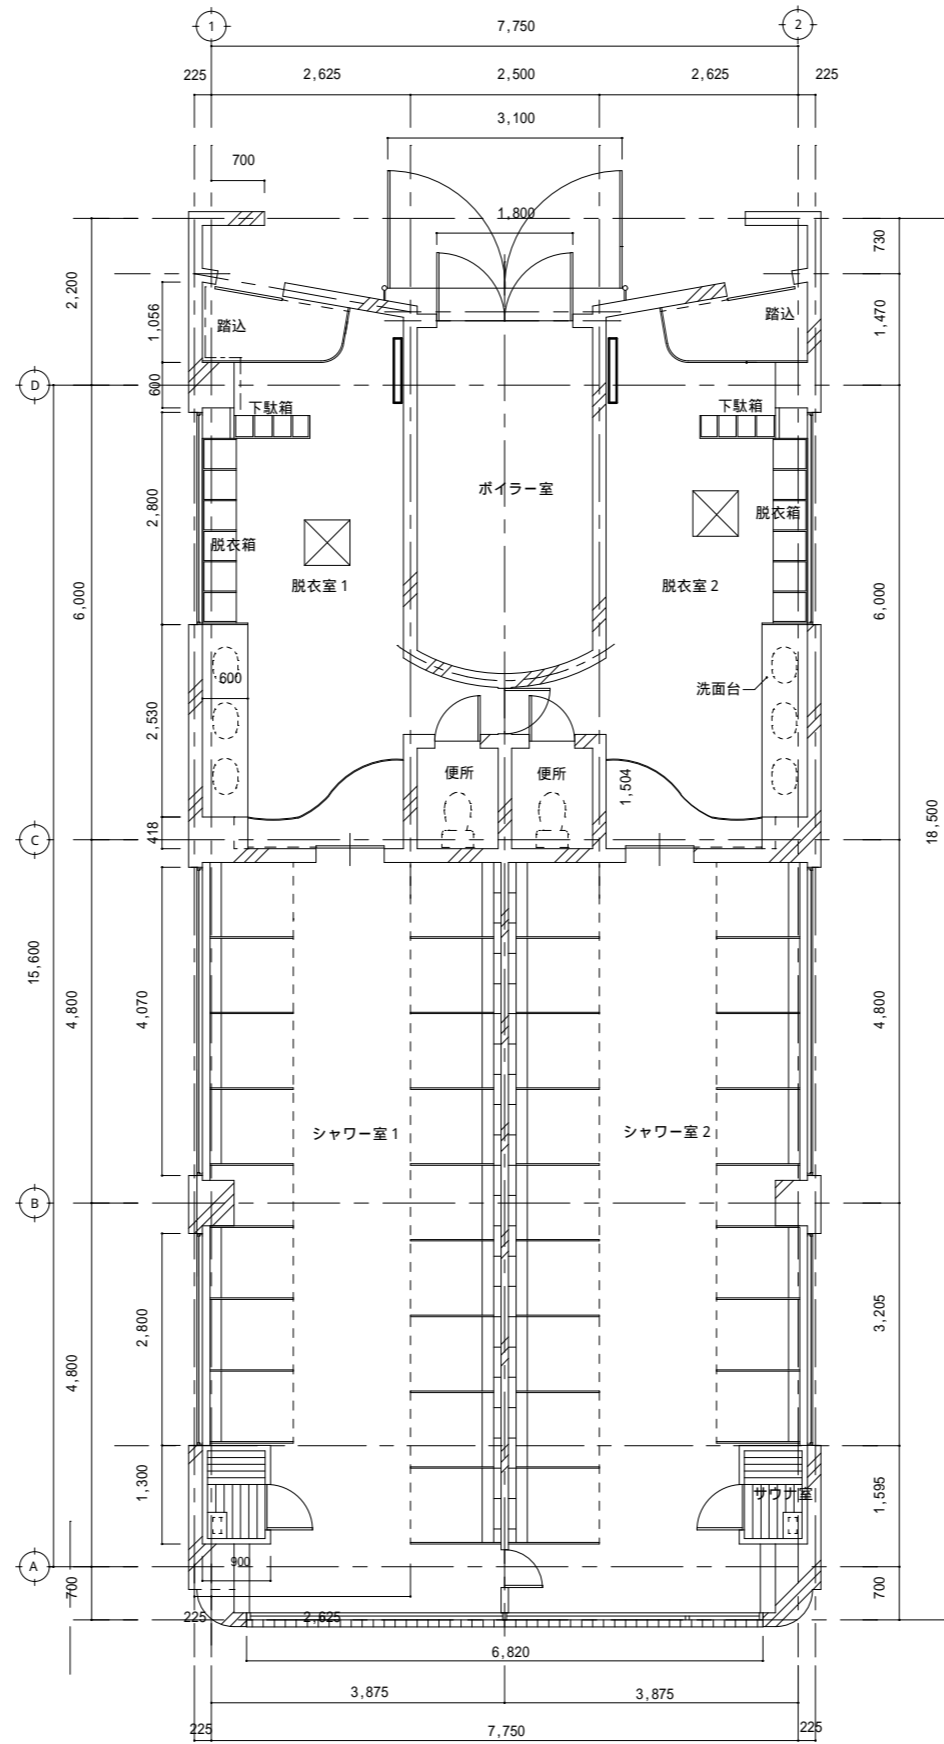 1
2
7,750
225
2,625
2,500
2,625
225
3,100
700
1,800
730
2,200
1,056
1,470
踏込
踏込
600
D
下駄箱
下駄箱
ボイラー室
2,800
脱衣箱
脱衣箱
脱衣室1
脱衣室2
6,000
6,000
600
洗面台
2,530
便所
便所
1,504
18,500
418
C
15,600
4,800
4,070
4,800
シャワー室1
シャワー室2
B
2,800
3,205
4,800
1,300
サウナ室
1,595
A
900
700
700
225
2,625
6,820
3,875
3,875
225
7,750
225